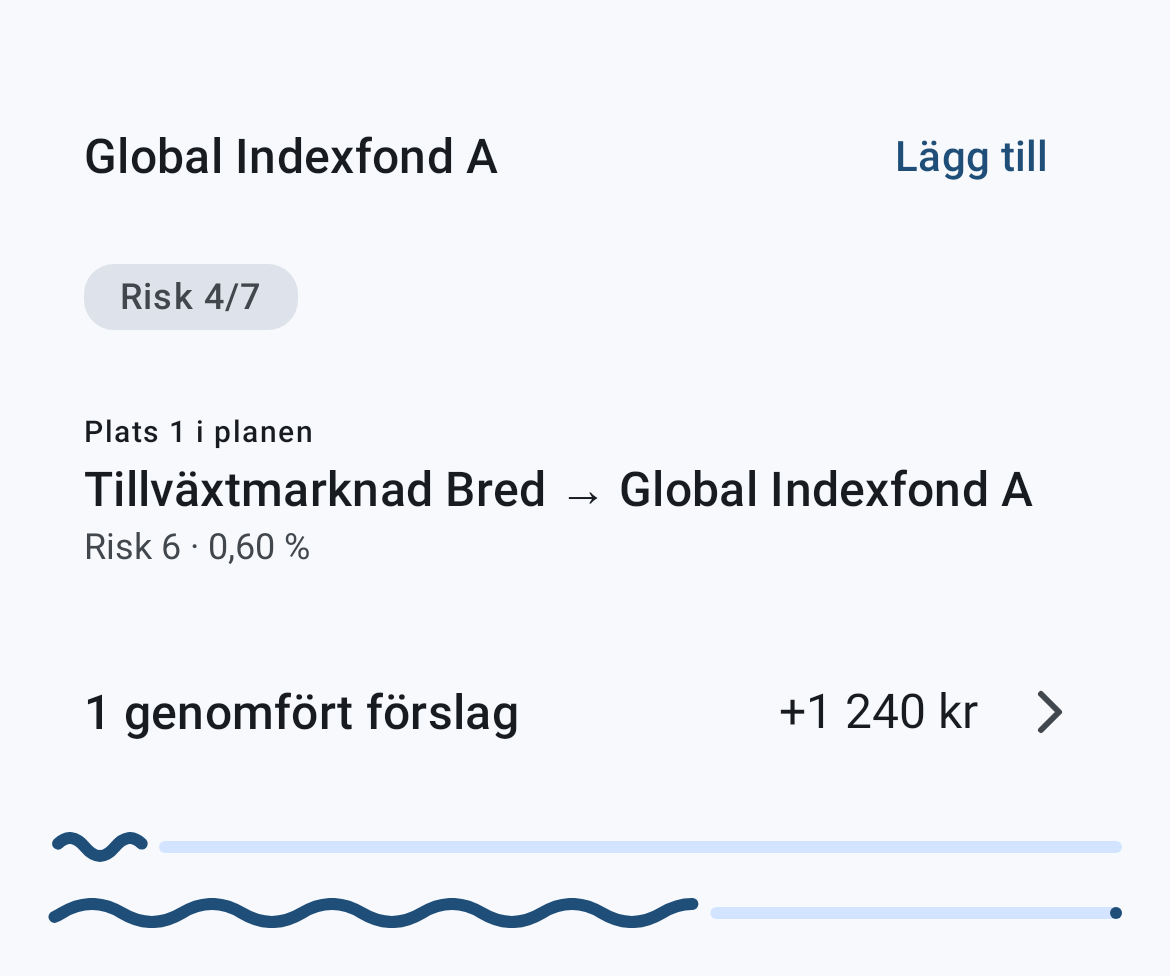 Global Indexfond A
Lägg till
Risk 4/7
Plats 1 i planen
Tillväxtmarknad Bred → Global Indexfond A
Risk 6 · 0,60 %
1 genomfört förslag
+1 240 kr